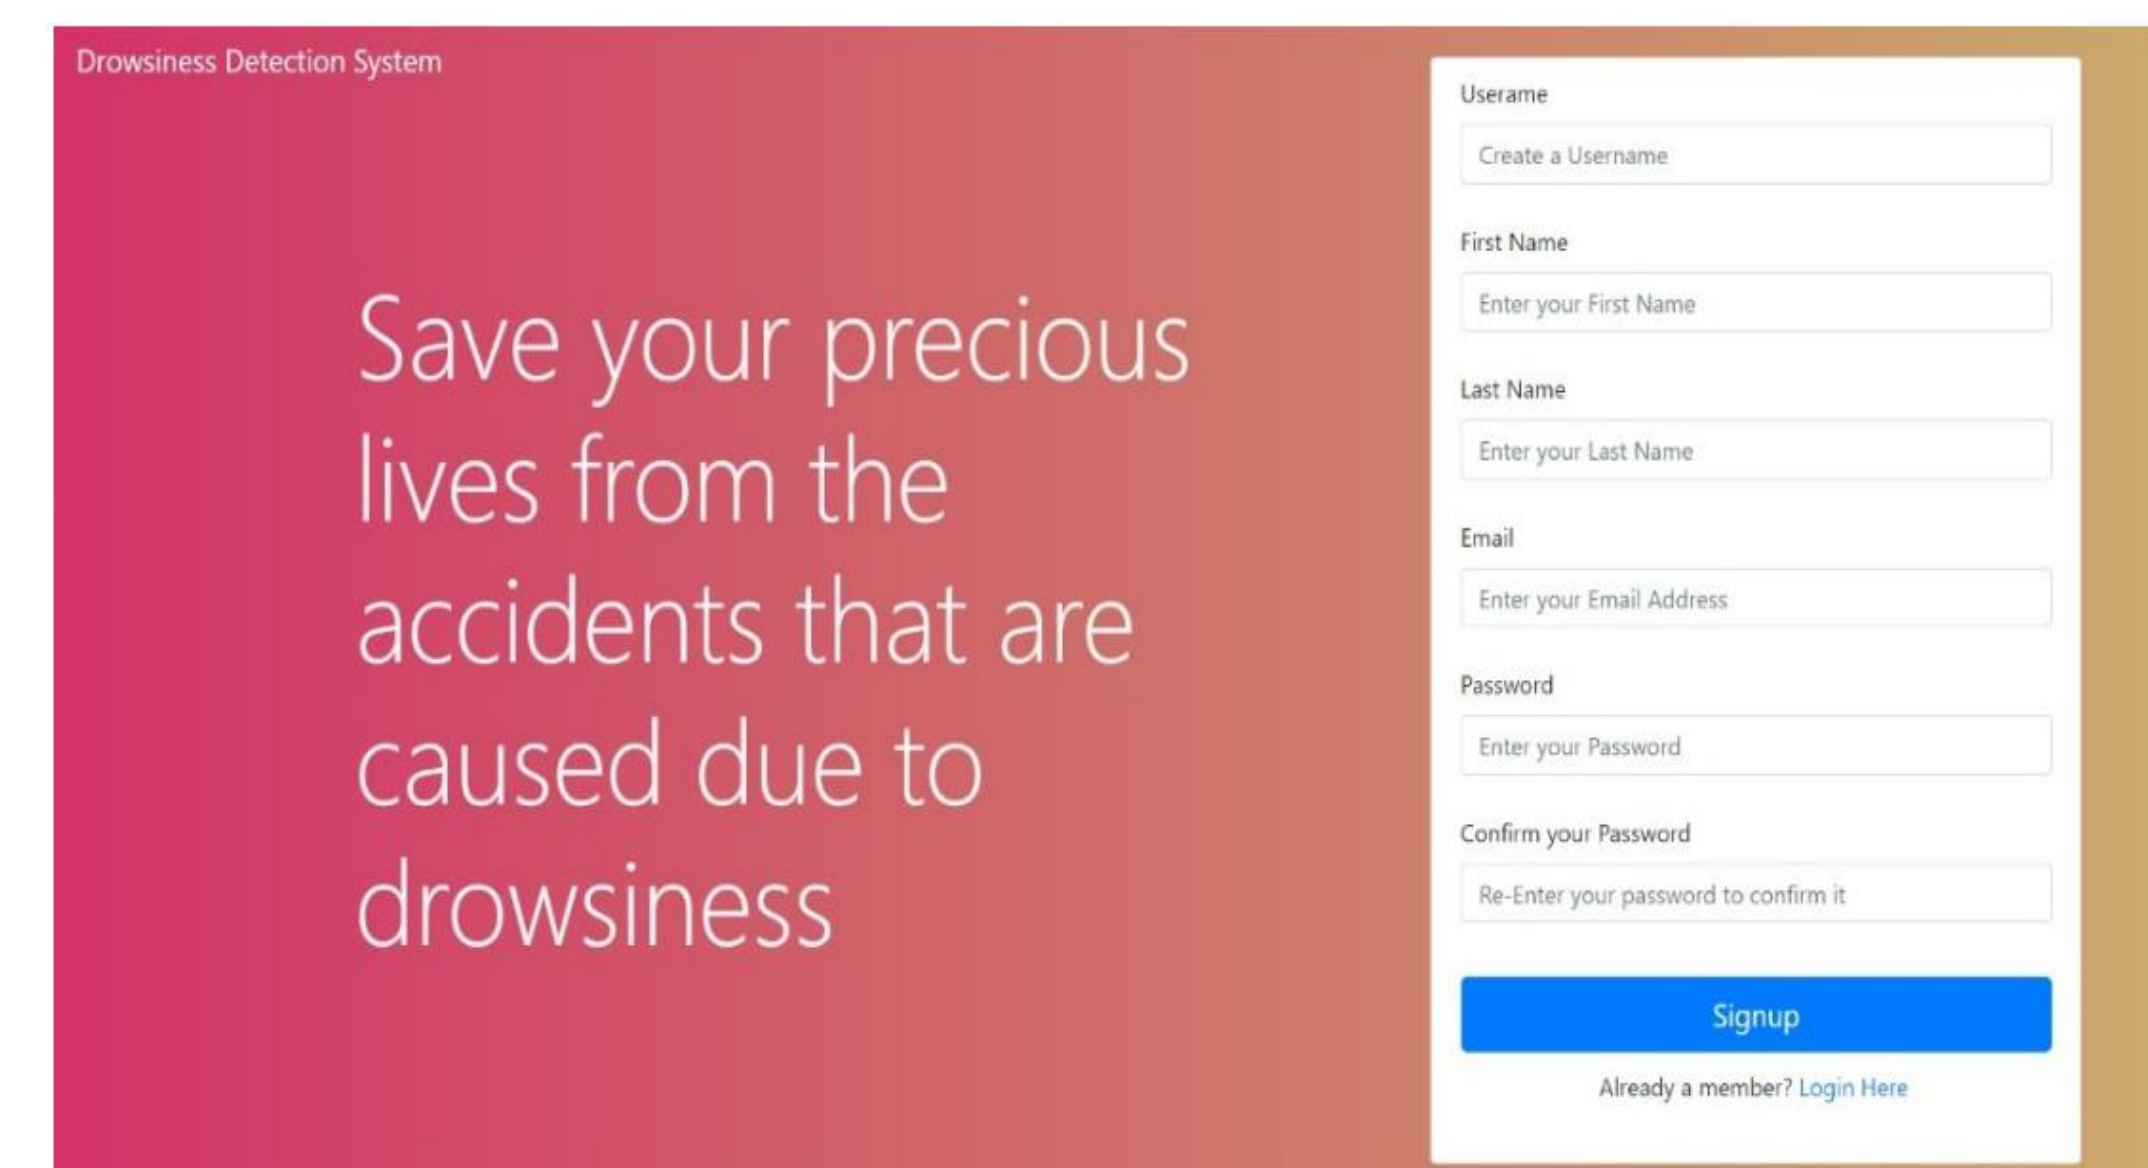 Drowsiness Detection System
Save your precious
lives from the
accidents that are
caused due to
drowsiness
Userame
Create a Username
First Name
Enter your First Name
Last Name
Enter your Last Name
Email
Enter your Email Address
Password
Enter your Password
Confirm your Password
Re-Enter your password to confirm it
Signup
Already a member? Login Here